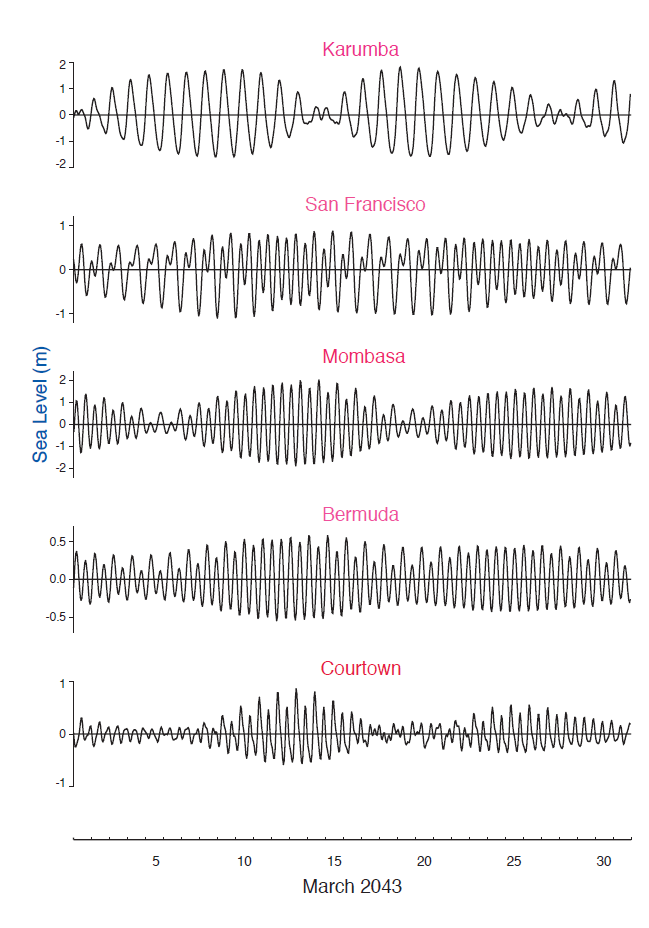 Karumba
2
1
0
-1
-2
San Francisco
1
0
-1
Sea Level (m)
Mombasa
2
1
0
-1
-2
Bermuda
0.5
0.0
-0.5
Courtown
1
0
-1
5 10 15 20 25 30
March 2043